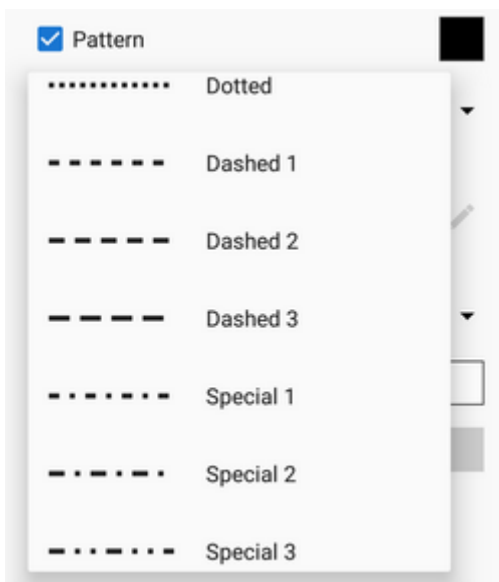 Pattern
Dotted
Dashed 1
Dashed 2
Dashed 3
Special 1
Special 2
Special 3